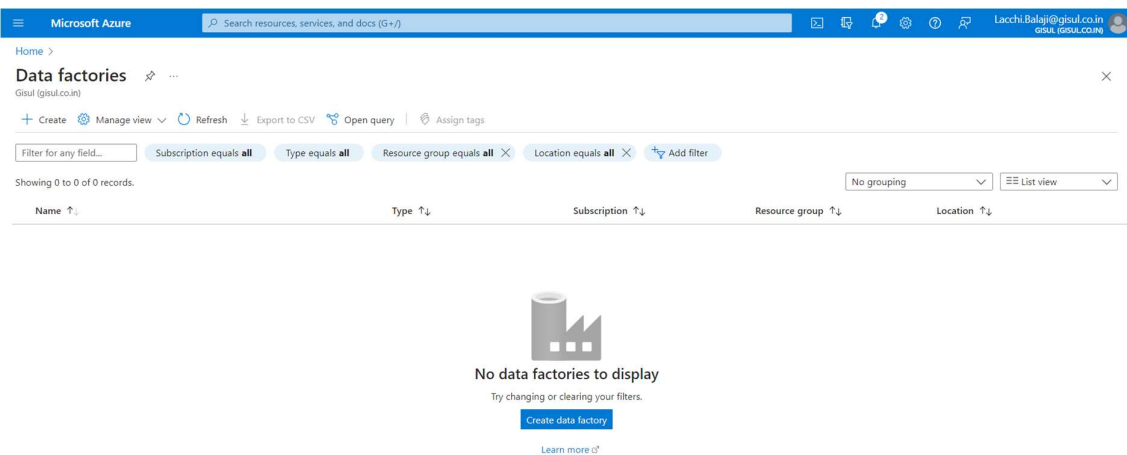 Microsoft Azure
Search resources, services, and docs (G+/)
2
Lacchi.Balaji@gisul.co.in
GISUL (GISUL.CO.IN)
Home >
Data factories
Gisul (gisul.co.in)
Create Manage view Refresh Export to CSV Open query Assign tags
Filter for any field... Subscription equals all Type equals all Resource group equals all Location equals all Add filter
Showing 0 to 0 of 0 records.
No grouping List view
Name Type Subscription Resource group Location
No data factories to display
Try changing or clearing your filters.
Create data factory
Learn more